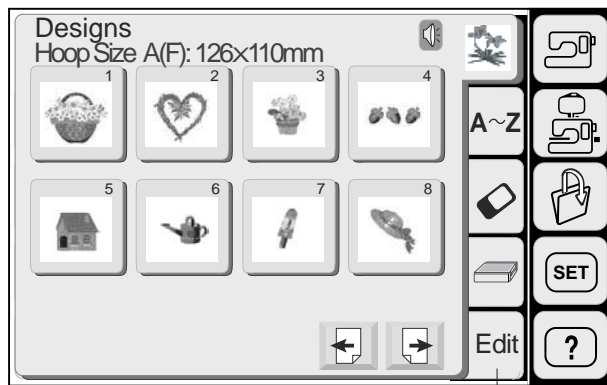 Designs
Hoop Size A(F): 126×110mm
1 2 3 4
5 6 7 8
A~Z
SET
Edit
?